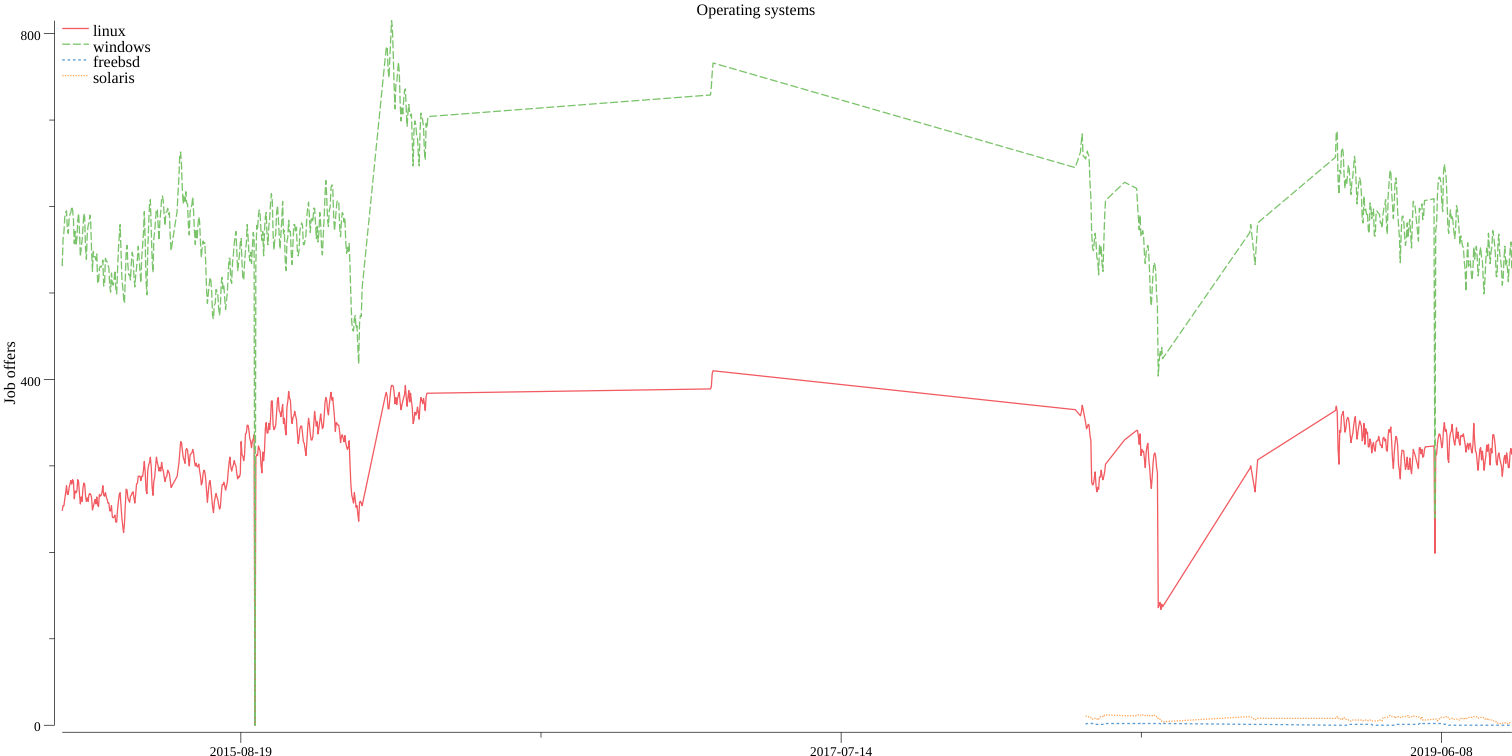 Operating systems
800
linux
windows
freebsd
solaris
Job offers
400
0
2015-08-19
2017-07-14
2019-06-08